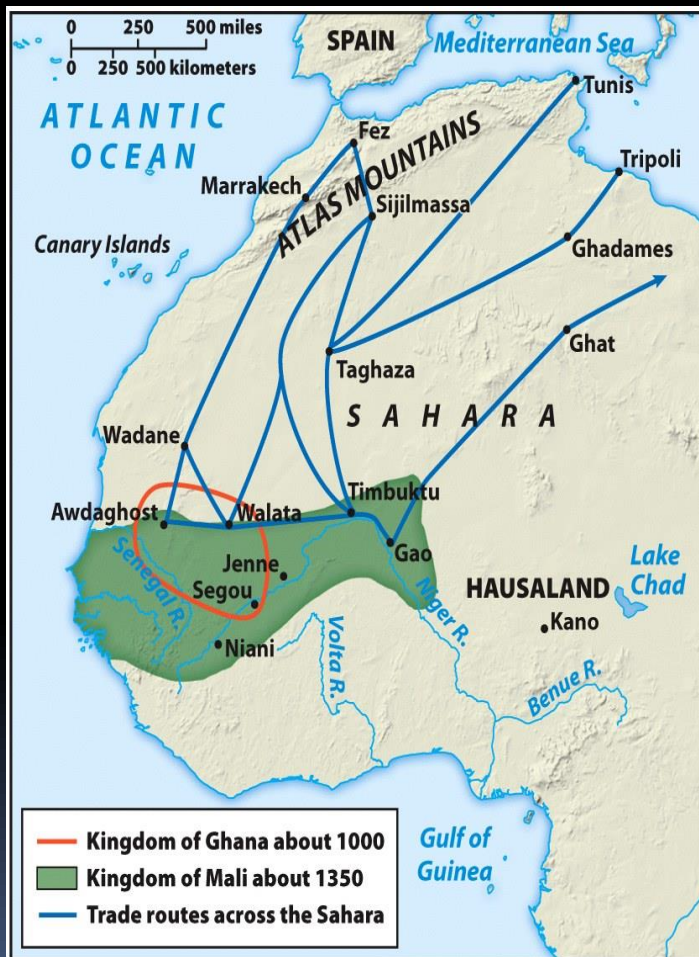 0 250 500 miles
0 250 500 kilometers
SPAIN
Mediterranean Sea
Tunis
ATLANTIC
OCEAN
Fez
ATLAS MOUNTAINS
Tripoli
Marrakech
Sijilmassa
Canary Islands
Ghadames
Ghat
Taghaza
SAHARA
Wadane
Timbuktu
Awdaghost
Walata
Gao
Senegal R.
Jenne
Segou
Niger R.
HAUSALAND
Lake
Chad
Kano
Niani
Volta R.
Benue R.
Kingdom of Ghana about 1000
Kingdom of Mali about 1350
Trade routes across the Sahara
Gulf of
Guinea